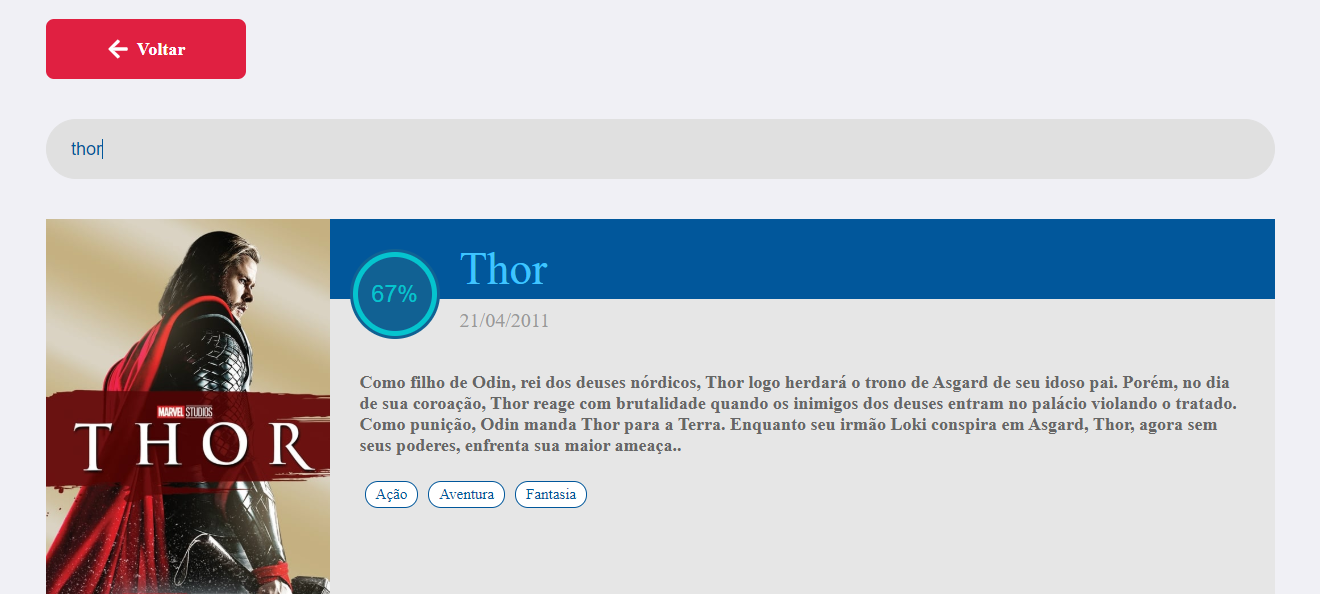 Voltar
thor
67%
Thor
21/04/2011
Como filho de Odin, rei dos deuses nórdicos, Thor logo herdará o trono de Asgard de seu idoso pai. Porém, no dia
de sua coroação, Thor reage com brutalidade quando os inimigos dos deuses entram no palácio violando o tratado.
Como punição, Odin manda Thor para a Terra. Enquanto seu irmão Loki conspira em Asgard, Thor, agora sem
seus poderes, enfrenta sua maior ameaça..
Ação Aventura Fantasia
MARVEL STUDIOS
THOR